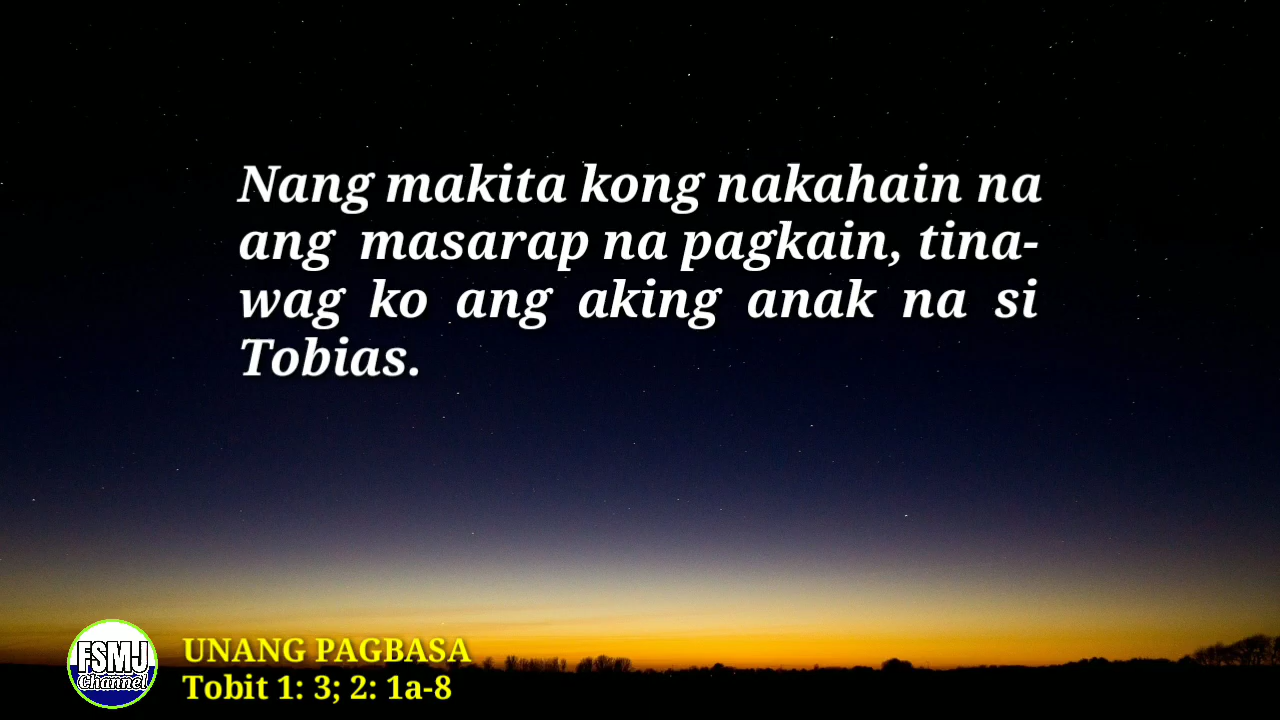 Nang makita kong nakahain na
ang masarap na pagkain, tina-
wag ko ang aking anak na si
Tobias.
FSMJ
Channel
UNANG PAGBASA
Tobit 1: 3; 2: 1a-8